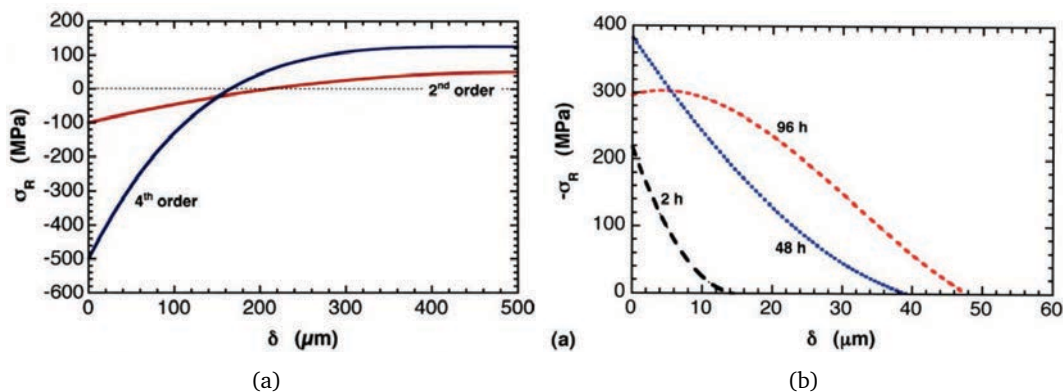 200
100
0
-100
-200
-300
-400
-500
-600
0 100 200 300 400 500
σR (MPa)
δ (µm)
2nd order
4th order
(a)
400
300
200
100
0
0 10 20 30 40 50 60
-σR (MPa)
δ (µm)
96 h
2 h
48 h
(a)
(b)